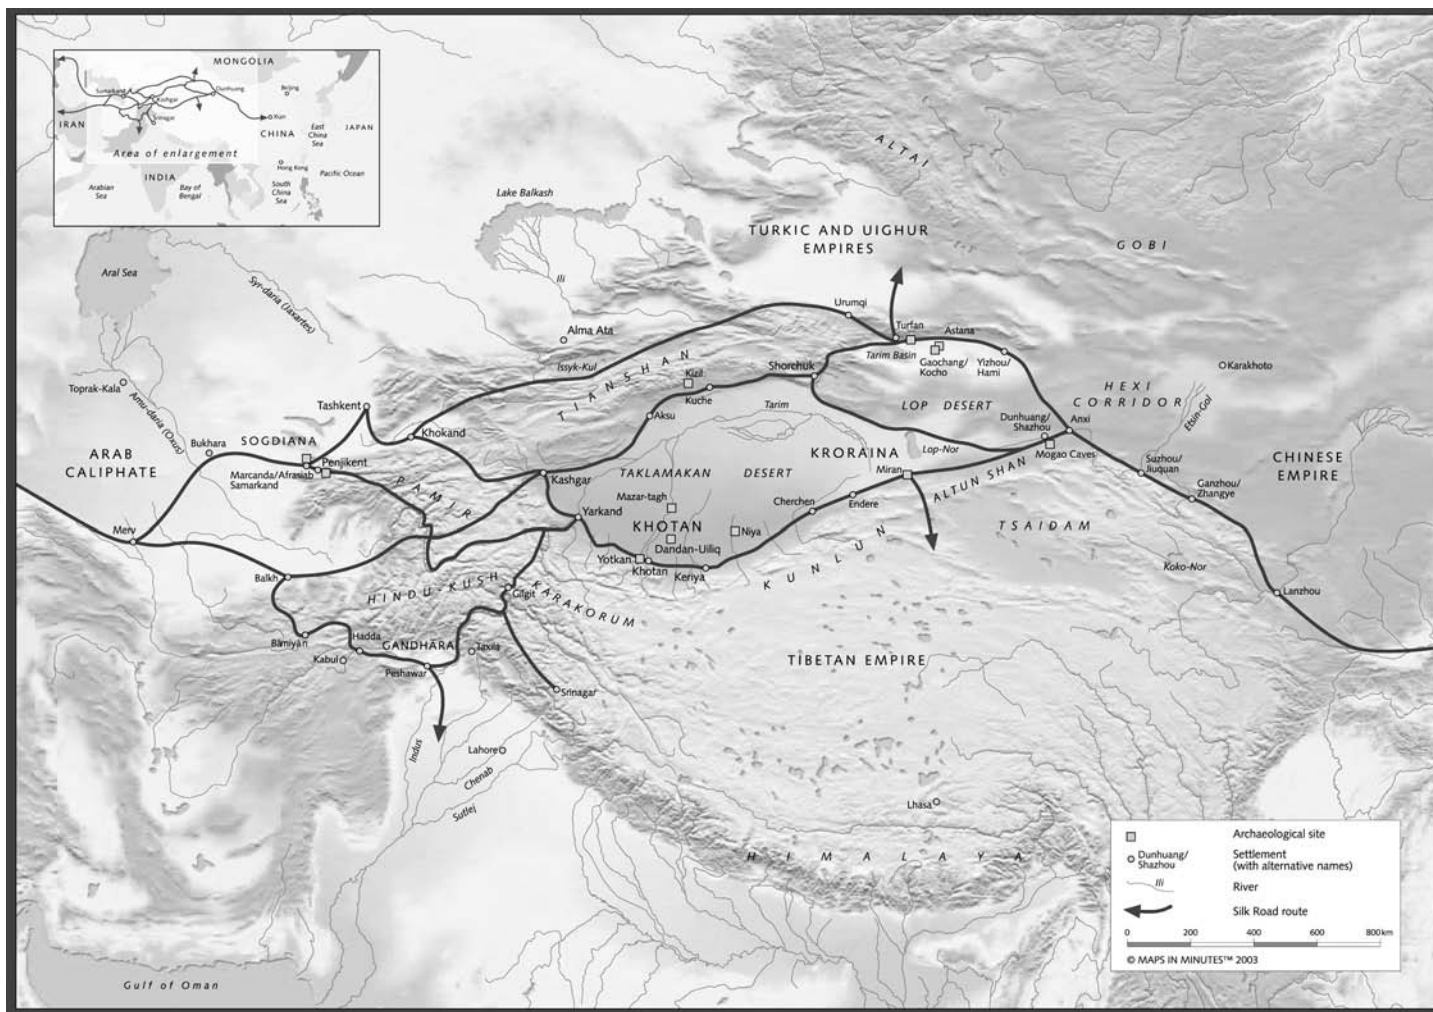 MONGOLIA
Samarkand
Kashgar
Dunhuang
Beijing
Srinagar
Xian
IRAN
CHINA
East
China
Sea
JAPAN
Area of enlargement
Hong Kong
Pacific Ocean
INDIA
Arabian
Sea
Bay of
Bengal
South
China
Sea
ALTAI
Lake Balkash
TURKIC AND UIGHUR
EMPIRES
GOBI
Aral Sea
Syr-daria (Jaxartes)
Ili
Urumqi
Alma Ata
Turfan
Astana
Issyk-Kul
TIANSHAN
Tarim Basin
Gaochang/
Kocho
Yizhou/
Hami
Shorchuk
Kizil
Karakhoto
Toprak-Kala
Amu-daria (Oxus)
Kuche
HEXI
CORRIDOR
Etsin-Gol
Tashkent
Aksu
Tarim
LOP DESERT
Dunhuang/
Shazhou
Anxi
Khokand
Bukhara
SOGDIANA
ARAB
CALIPHATE
Penjikent
Marcanda/Afrasiab
Samarkand
PAMIR
Kashgar
TAKLAMAKAN DESERT
KRORAINA
Lop-Nor
Mogao Caves
Miran
ALTUN SHAN
Suzhou/
Jiuquan
CHINESE
EMPIRE
Ganzhou/
Zhangye
Mazar-tagh
Cherchen
Endere
Yarkand
KHOTAN
Niya
TSAIDAM
Merv
Dandan-Uiliq
Yotkan
Khotan
Keriya
KUNLUN
Koko-Nor
Balkh
HINDU-KUSH
Gilgit
KARAKORUM
Lanzhou
Bāmiyān
Hadda
GANDHĀRA
Taxila
Kabul
Peshawar
TIBETAN EMPIRE
Srinagar
Indus
Lahore
Chenab
Sutlej
Lhasa
HIMALAYA
Gulf of Oman
Archaeological site
Dunhuang/
Shazhou
Settlement
(with alternative names)
Ili
River
Silk Road route
0 200 400 600 800km
© MAPS IN MINUTES™ 2003